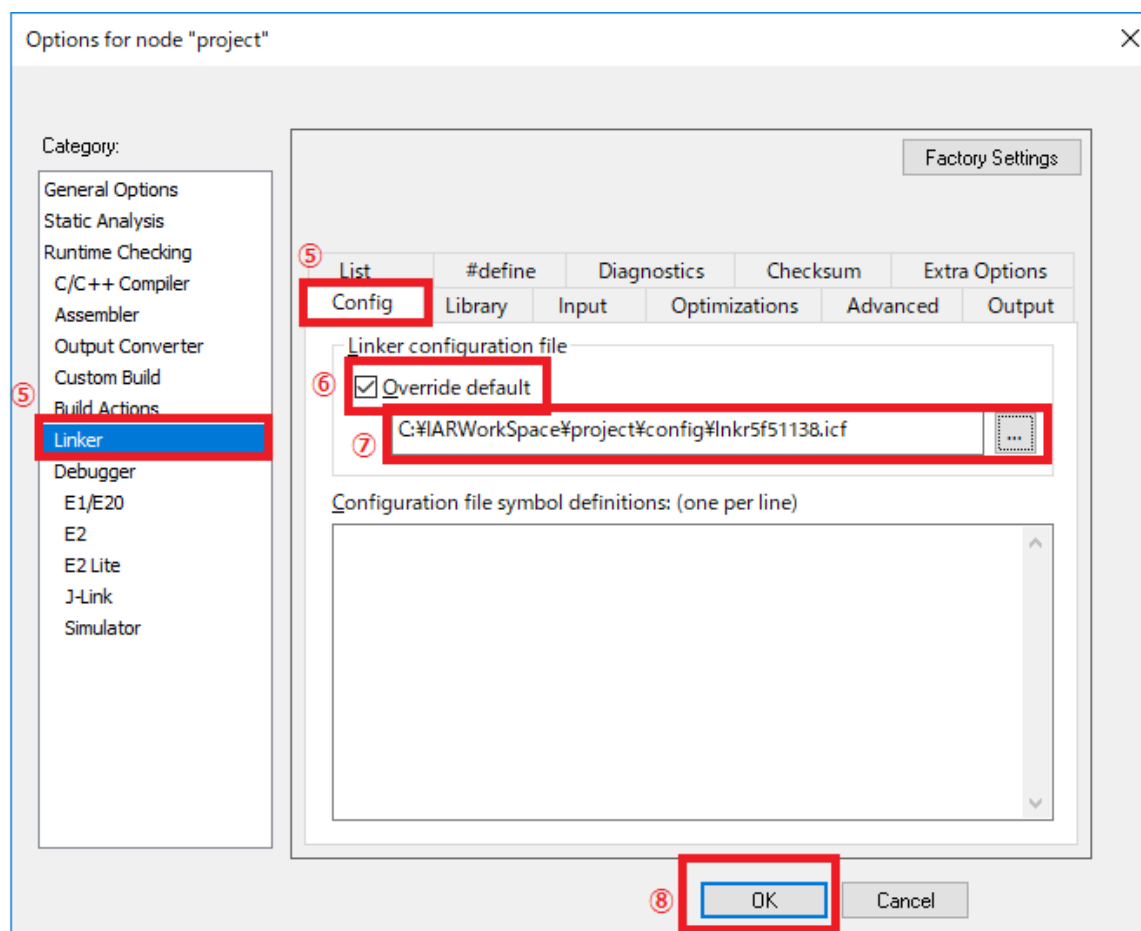 Options for node "project"
Category:
General Options
Static Analysis
Runtime Checking
C/C++ Compiler
Assembler
Output Converter
Custom Build
Build Actions
⑤
Linker
Debugger
E1/E20
E2
E2 Lite
J-Link
Simulator
Factory Settings
⑤
List #define Diagnostics Checksum Extra Options
Config Library Input Optimizations Advanced Output
Linker configuration file
⑥ Override default
⑦ C:¥IARWorkSpace¥project¥config¥lnkr5f51138.icf ...
Configuration file symbol definitions: (one per line)
⑧ OK Cancel